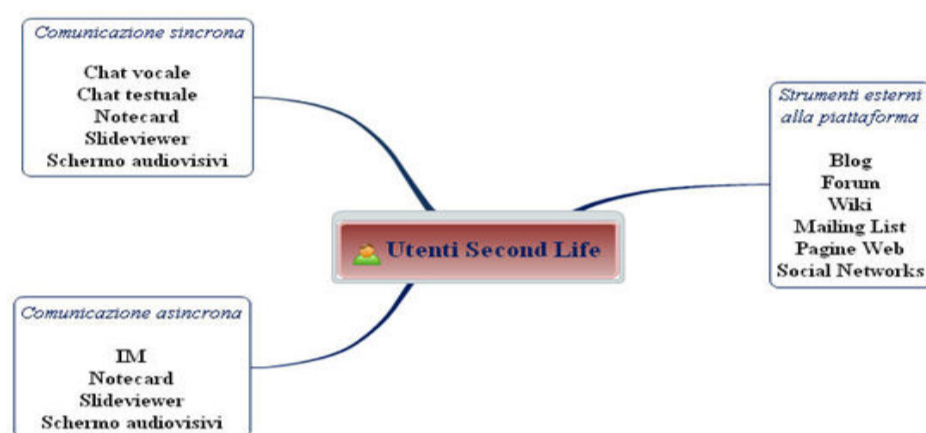 Comunicazione sincrona
Chat vocale
Chat testuale
Notecard
Slideviewer
Schermo audiovisivi
Strumenti esterni
alla piattaforma
Blog
Forum
Wiki
Mailing List
Pagine Web
Social Networks
Utenti Second Life
Comunicazione asincrona
IM
Notecard
Slideviewer
Schermo audiovisivi